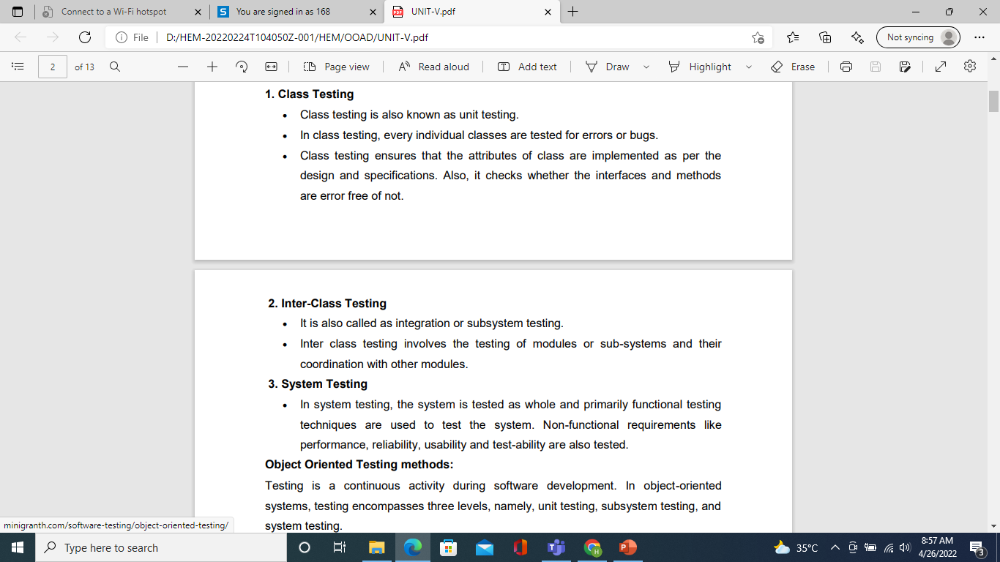 Connect to a Wi-Fi hotspot
S You are signed in as 168
PDF UNIT-V.pdf
File D:/HEM-20220224T104050Z-001/HEM/OOAD/UNIT-V.pdf
Not syncing
2 of 13 Page view Read aloud Add text Draw Highlight Erase
1. Class Testing
• Class testing is also known as unit testing.
• In class testing, every individual classes are tested for errors or bugs.
• Class testing ensures that the attributes of class are implemented as per the
design and specifications. Also, it checks whether the interfaces and methods
are error free of not.
2. Inter-Class Testing
• It is also called as integration or subsystem testing.
• Inter class testing involves the testing of modules or sub-systems and their
coordination with other modules.
3. System Testing
• In system testing, the system is tested as whole and primarily functional testing
techniques are used to test the system. Non-functional requirements like
performance, reliability, usability and test-ability are also tested.
Object Oriented Testing methods:
Testing is a continuous activity during software development. In object-oriented
systems, testing encompasses three levels, namely, unit testing, subsystem testing, and
system testing.
minigranth.com/software-testing/object-oriented-testing/
Type here to search
35°C
8:57 AM
4/26/2022
3